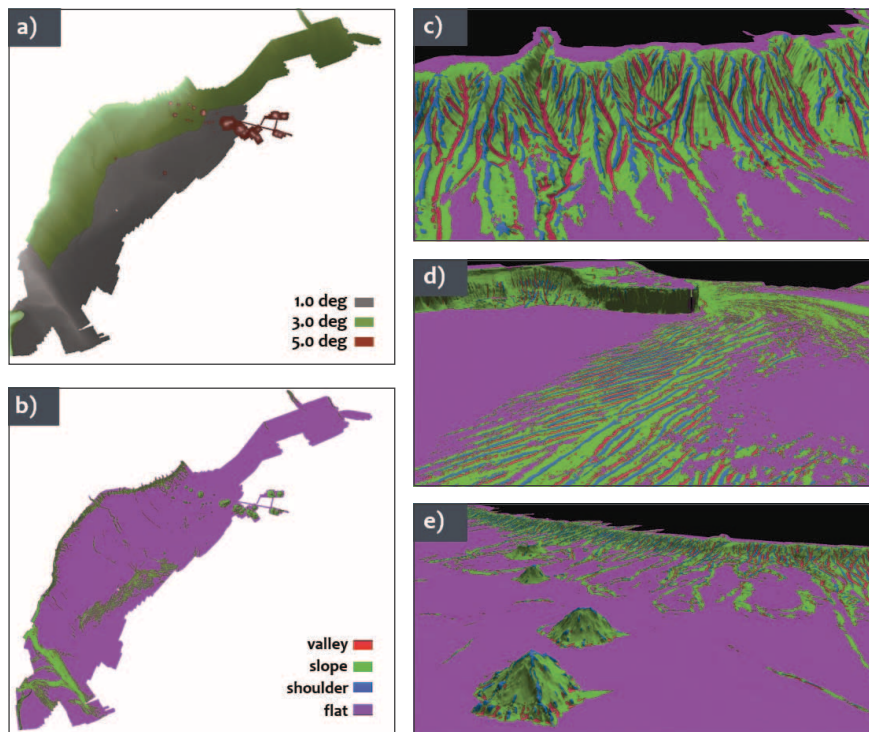 a)
1.0 deg
3.0 deg
5.0 deg
b)
valley
slope
shoulder
flat
c)
d)
e)